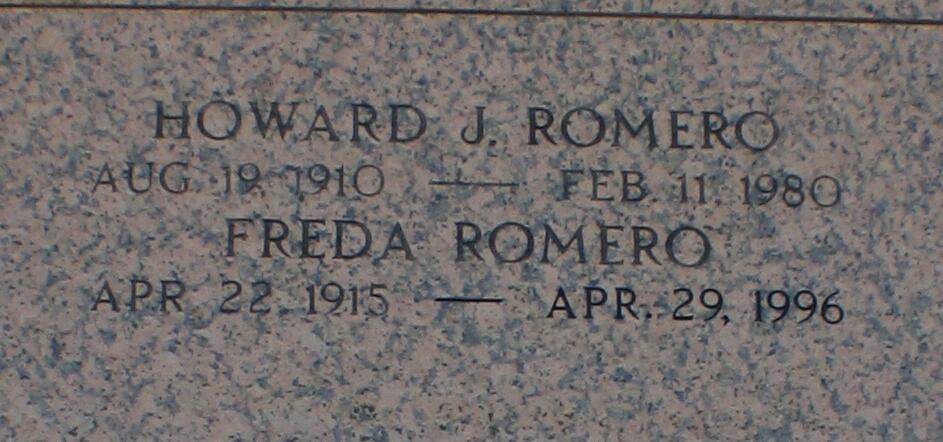 HOWARD J. ROMERO
AUG. 19, 1910 — FEB. 11, 1980
FREDA ROMERO
APR. 22, 1915 — APR. 29, 1996